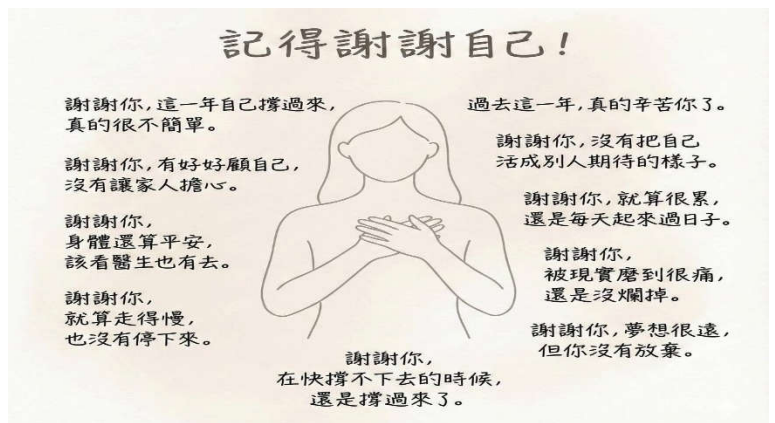 記得謝謝自己!
謝謝你,這一年自己撐過來,
真的很不簡單。
謝謝你,有好好顧自己,
沒有讓家人擔心。
謝謝你,
身體還算平安,
該看醫生也有去。
謝謝你,
就算走得慢,
也沒有停下來。
過去這一年,真的辛苦你了。
謝謝你,沒有把自己
活成別人期待的樣子。
謝謝你,就算很累,
還是每天起來過日子。
謝謝你,
被現實磨到很痛,
還是沒爛掉。
謝謝你,夢想很遠,
但你沒有放棄。
謝謝你,
在快撐不下去的時候,
還是撐過來了。